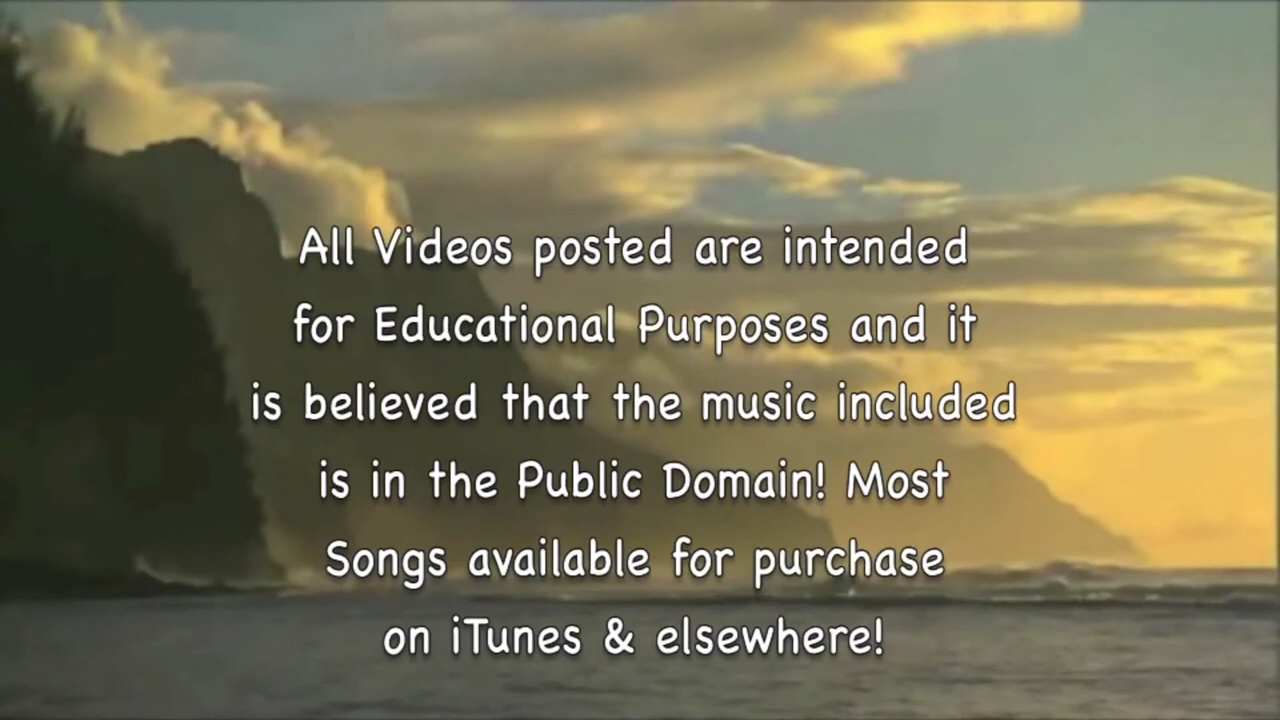 All Videos posted are intended
for Educational Purposes and it
is believed that the music included
is in the Public Domain! Most
Songs available for purchase
on iTunes & elsewhere!